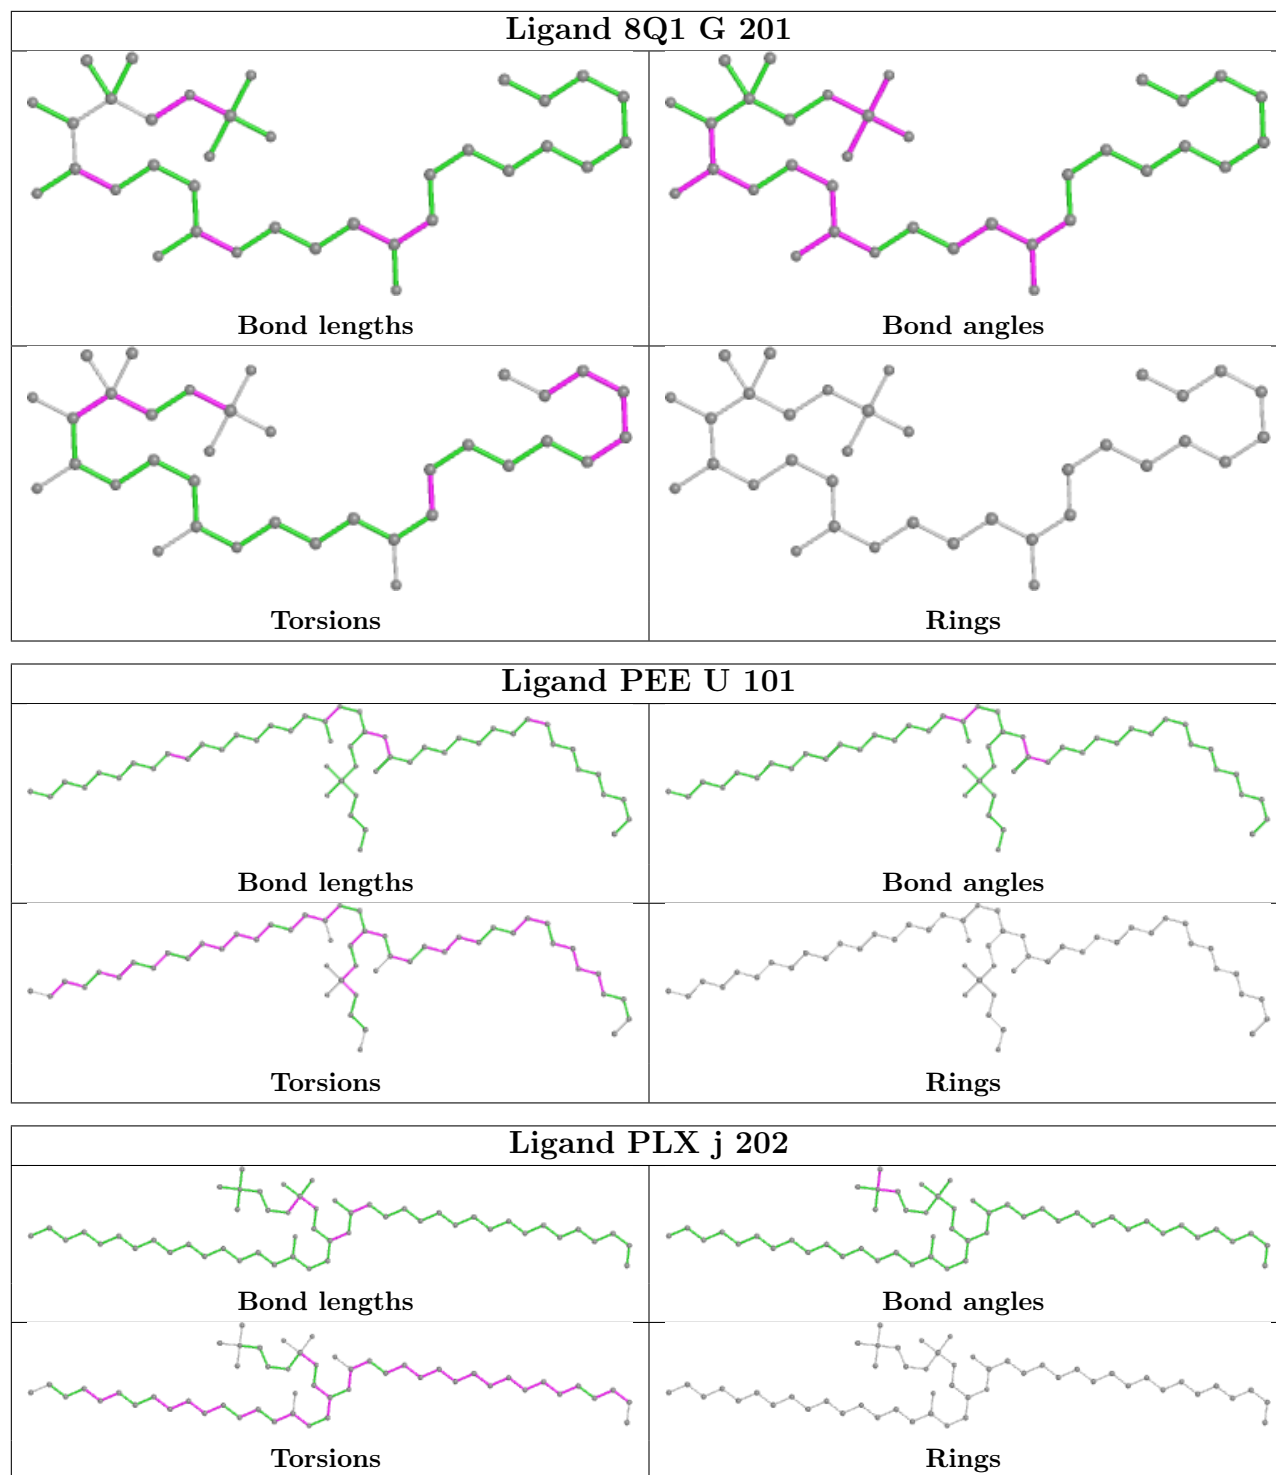 Ligand 8Q1 G 201
Bond lengths
Bond angles
Torsions
Rings
Ligand PEE U 101
Bond lengths
Bond angles
Torsions
Rings
Ligand PLX j 202
Bond lengths
Bond angles
Torsions
Rings